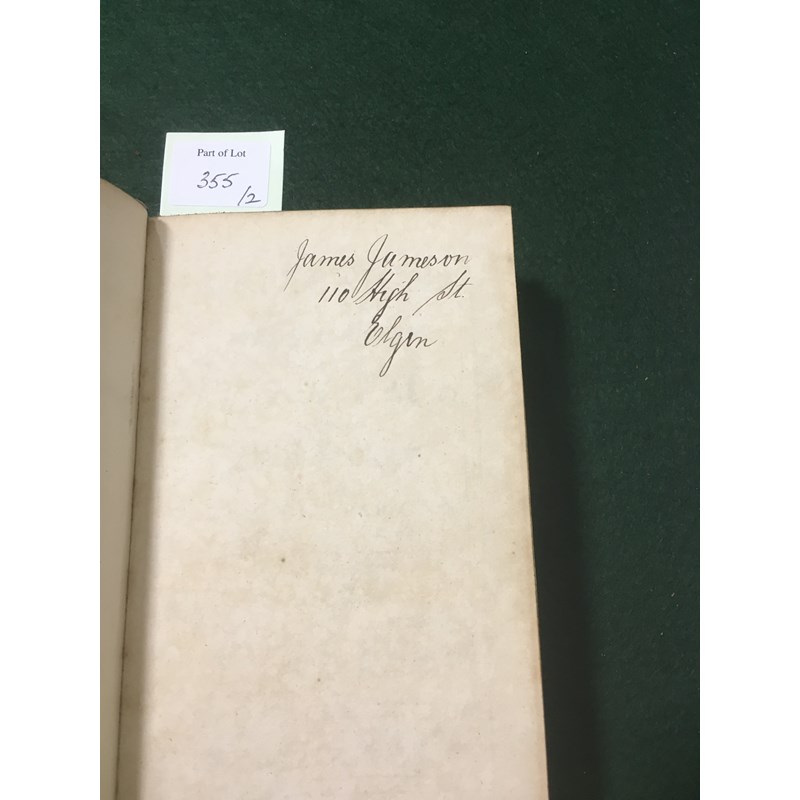 Part of Lot
355
/2
James Jameson
110 High St.
Elgin